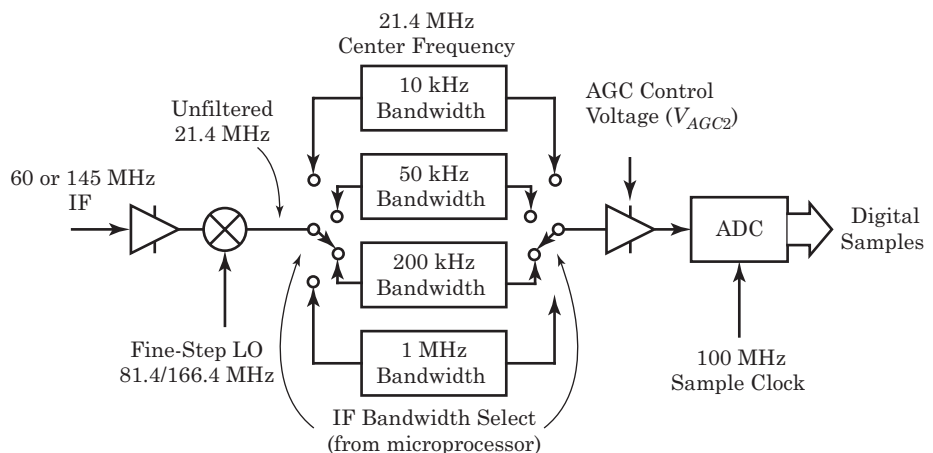 21.4 MHz
Center Frequency
10 kHz
Bandwidth
AGC Control
Voltage (V_AGC2)
Unfiltered
21.4 MHz
50 kHz
Bandwidth
60 or 145 MHz
IF
ADC
Digital
Samples
200 kHz
Bandwidth
1 MHz
Bandwidth
Fine-Step LO
81.4/166.4 MHz
100 MHz
Sample Clock
IF Bandwidth Select
(from microprocessor)